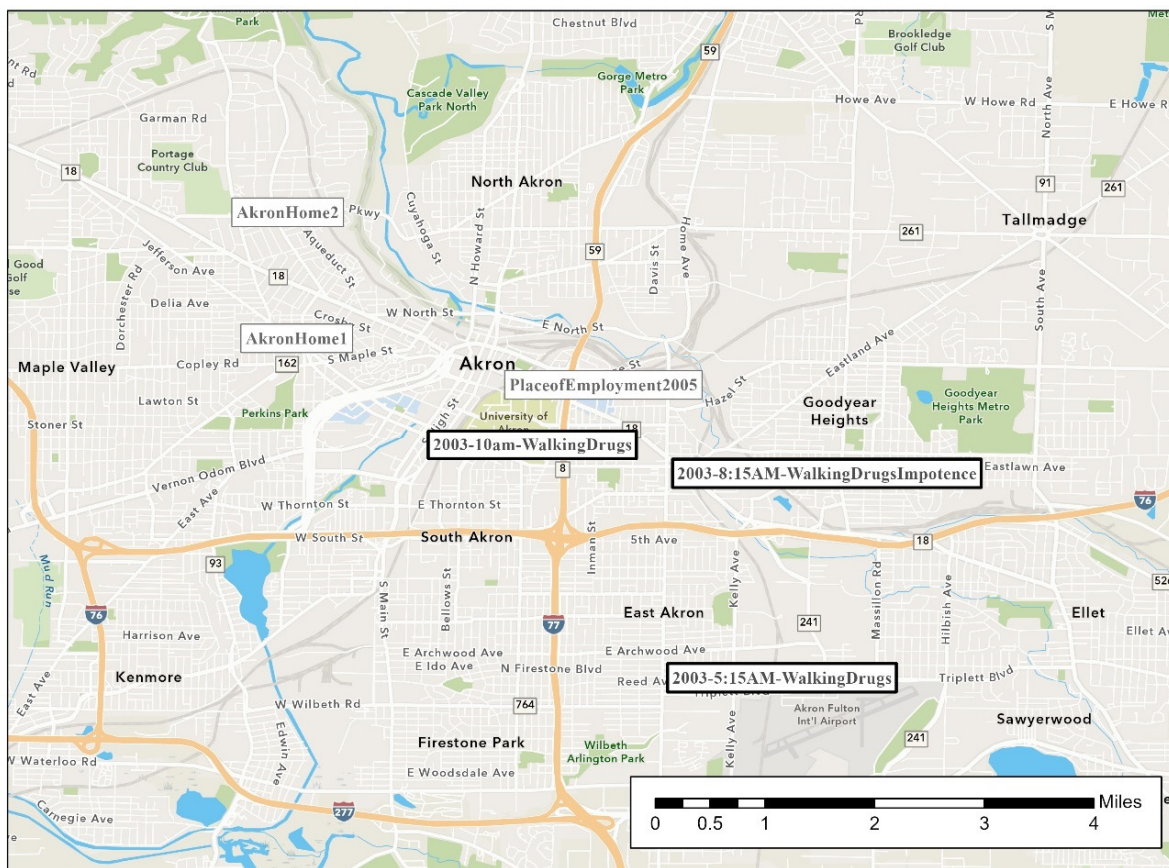 Chestnut Blvd
59
Brookledge
Golf Club
Park
Gorge Metro
Park
Cascade Valley
Park North
Howe Ave
W Howe Rd
E Howe R
North Ave
Garman Rd
Portage
Country Club
18
North Akron
91
261
AkronHome2
Pkwy
Cuyahoga St
N Howard St
Home Ave
Tallmadge
Aqueduct St
261
Jefferson Ave
59
Davis St
Good
Golf
18
Dorchester Rd
Delia Ave
South Ave
Crosby St
W North St
E North St
AkronHome1
Eastland Ave
Maple Valley
Copley Rd
162
S Maple St
Akron
PlaceofEmployment2005
Hazel St
Lawton St
Perkins Park
University of
Akron
Goodyear
Heights
Goodyear
Heights Metro
Park
Stoner St
High St
18
2003-10am-WalkingDrugs
Vernon Odom Blvd
8
2003-8:15AM-WalkingDrugsImpotence
Eastlawn Ave
East Ave
W Thornton St
E Thornton St
76
W South St
South Akron
Inman St
5th Ave
18
93
Mud Run
Kelly Ave
Massillon Rd
Hilbish Ave
526
76
S Main St
Bellows St
East Akron
Ellet
77
241
Harrison Ave
Ellet Av
E Archwood Ave
E Archwood Ave
E Ido Ave
N Firestone Blvd
Kenmore
Reed Ave
2003-5:15AM-WalkingDrugs
Triplett Blvd
Triplett Blvd
East Ave
W Wilbeth Rd
764
Akron Fulton
Int'l Airport
Sawyerwood
Edwin Ave
Firestone Park
Wilbeth
Arlington Park
Kelly Ave
241
W Waterloo Rd
E Woodsdale Ave
Carnegie Ave
277
Miles
0 0.5 1 2 3 4